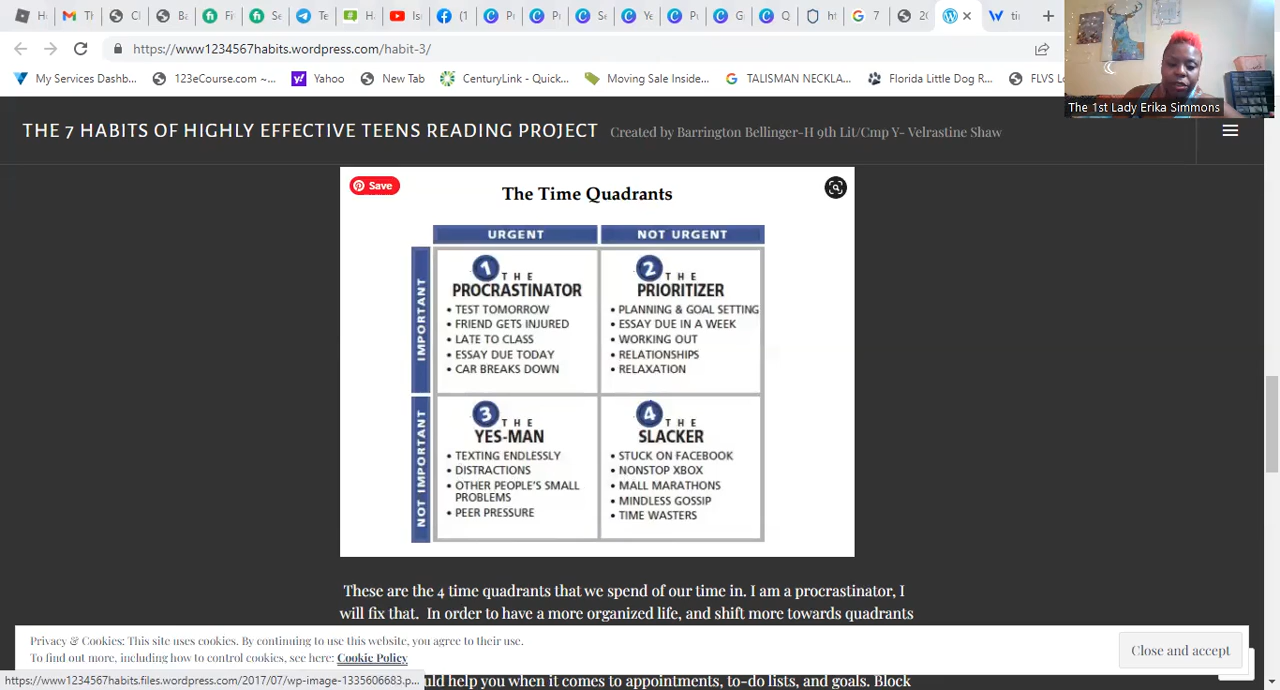 Th
Te
H
(1
7
20
https://www1234567habits.wordpress.com/habit-3/
My Services Dashb...
123eCourse.com ~...
Yahoo
New Tab
CenturyLink - Quick...
Moving Sale Inside...
TALISMAN NECKLA...
Florida Little Dog R...
FLVS Lo
The 1st Lady Erika Simmons
THE 7 HABITS OF HIGHLY EFFECTIVE TEENS READING PROJECT Created by Barrington Bellinger-H 9th Lit/Cmp Y- Velrastine Shaw
Save
The Time Quadrants
URGENT
NOT URGENT
IMPORTANT
1 THE
PROCRASTINATOR
• TEST TOMORROW
• FRIEND GETS INJURED
• LATE TO CLASS
• ESSAY DUE TODAY
• CAR BREAKS DOWN
2 THE
PRIORITIZER
• PLANNING & GOAL SETTING
• ESSAY DUE IN A WEEK
• WORKING OUT
• RELATIONSHIPS
• RELAXATION
NOT IMPORTANT
3 THE
YES-MAN
• TEXTING ENDLESSLY
• DISTRACTIONS
• OTHER PEOPLE'S SMALL
PROBLEMS
• PEER PRESSURE
4 THE
SLACKER
• STUCK ON FACEBOOK
• NONSTOP XBOX
• MALL MARATHONS
• MINDLESS GOSSIP
• TIME WASTERS
These are the 4 time quadrants that we spend of our time in. I am a procrastinator, I
will fix that. In order to have a more organized life, and shift more towards quadrants
Privacy & Cookies: This site uses cookies. By continuing to use this website, you agree to their use.
To find out more, including how to control cookies, see here: Cookie Policy
Close and accept
https://www1234567habits.files.wordpress.com/2017/07/wp-image-1335606683.p...
uld help you when it comes to appointments, to-do lists, and goals. Block